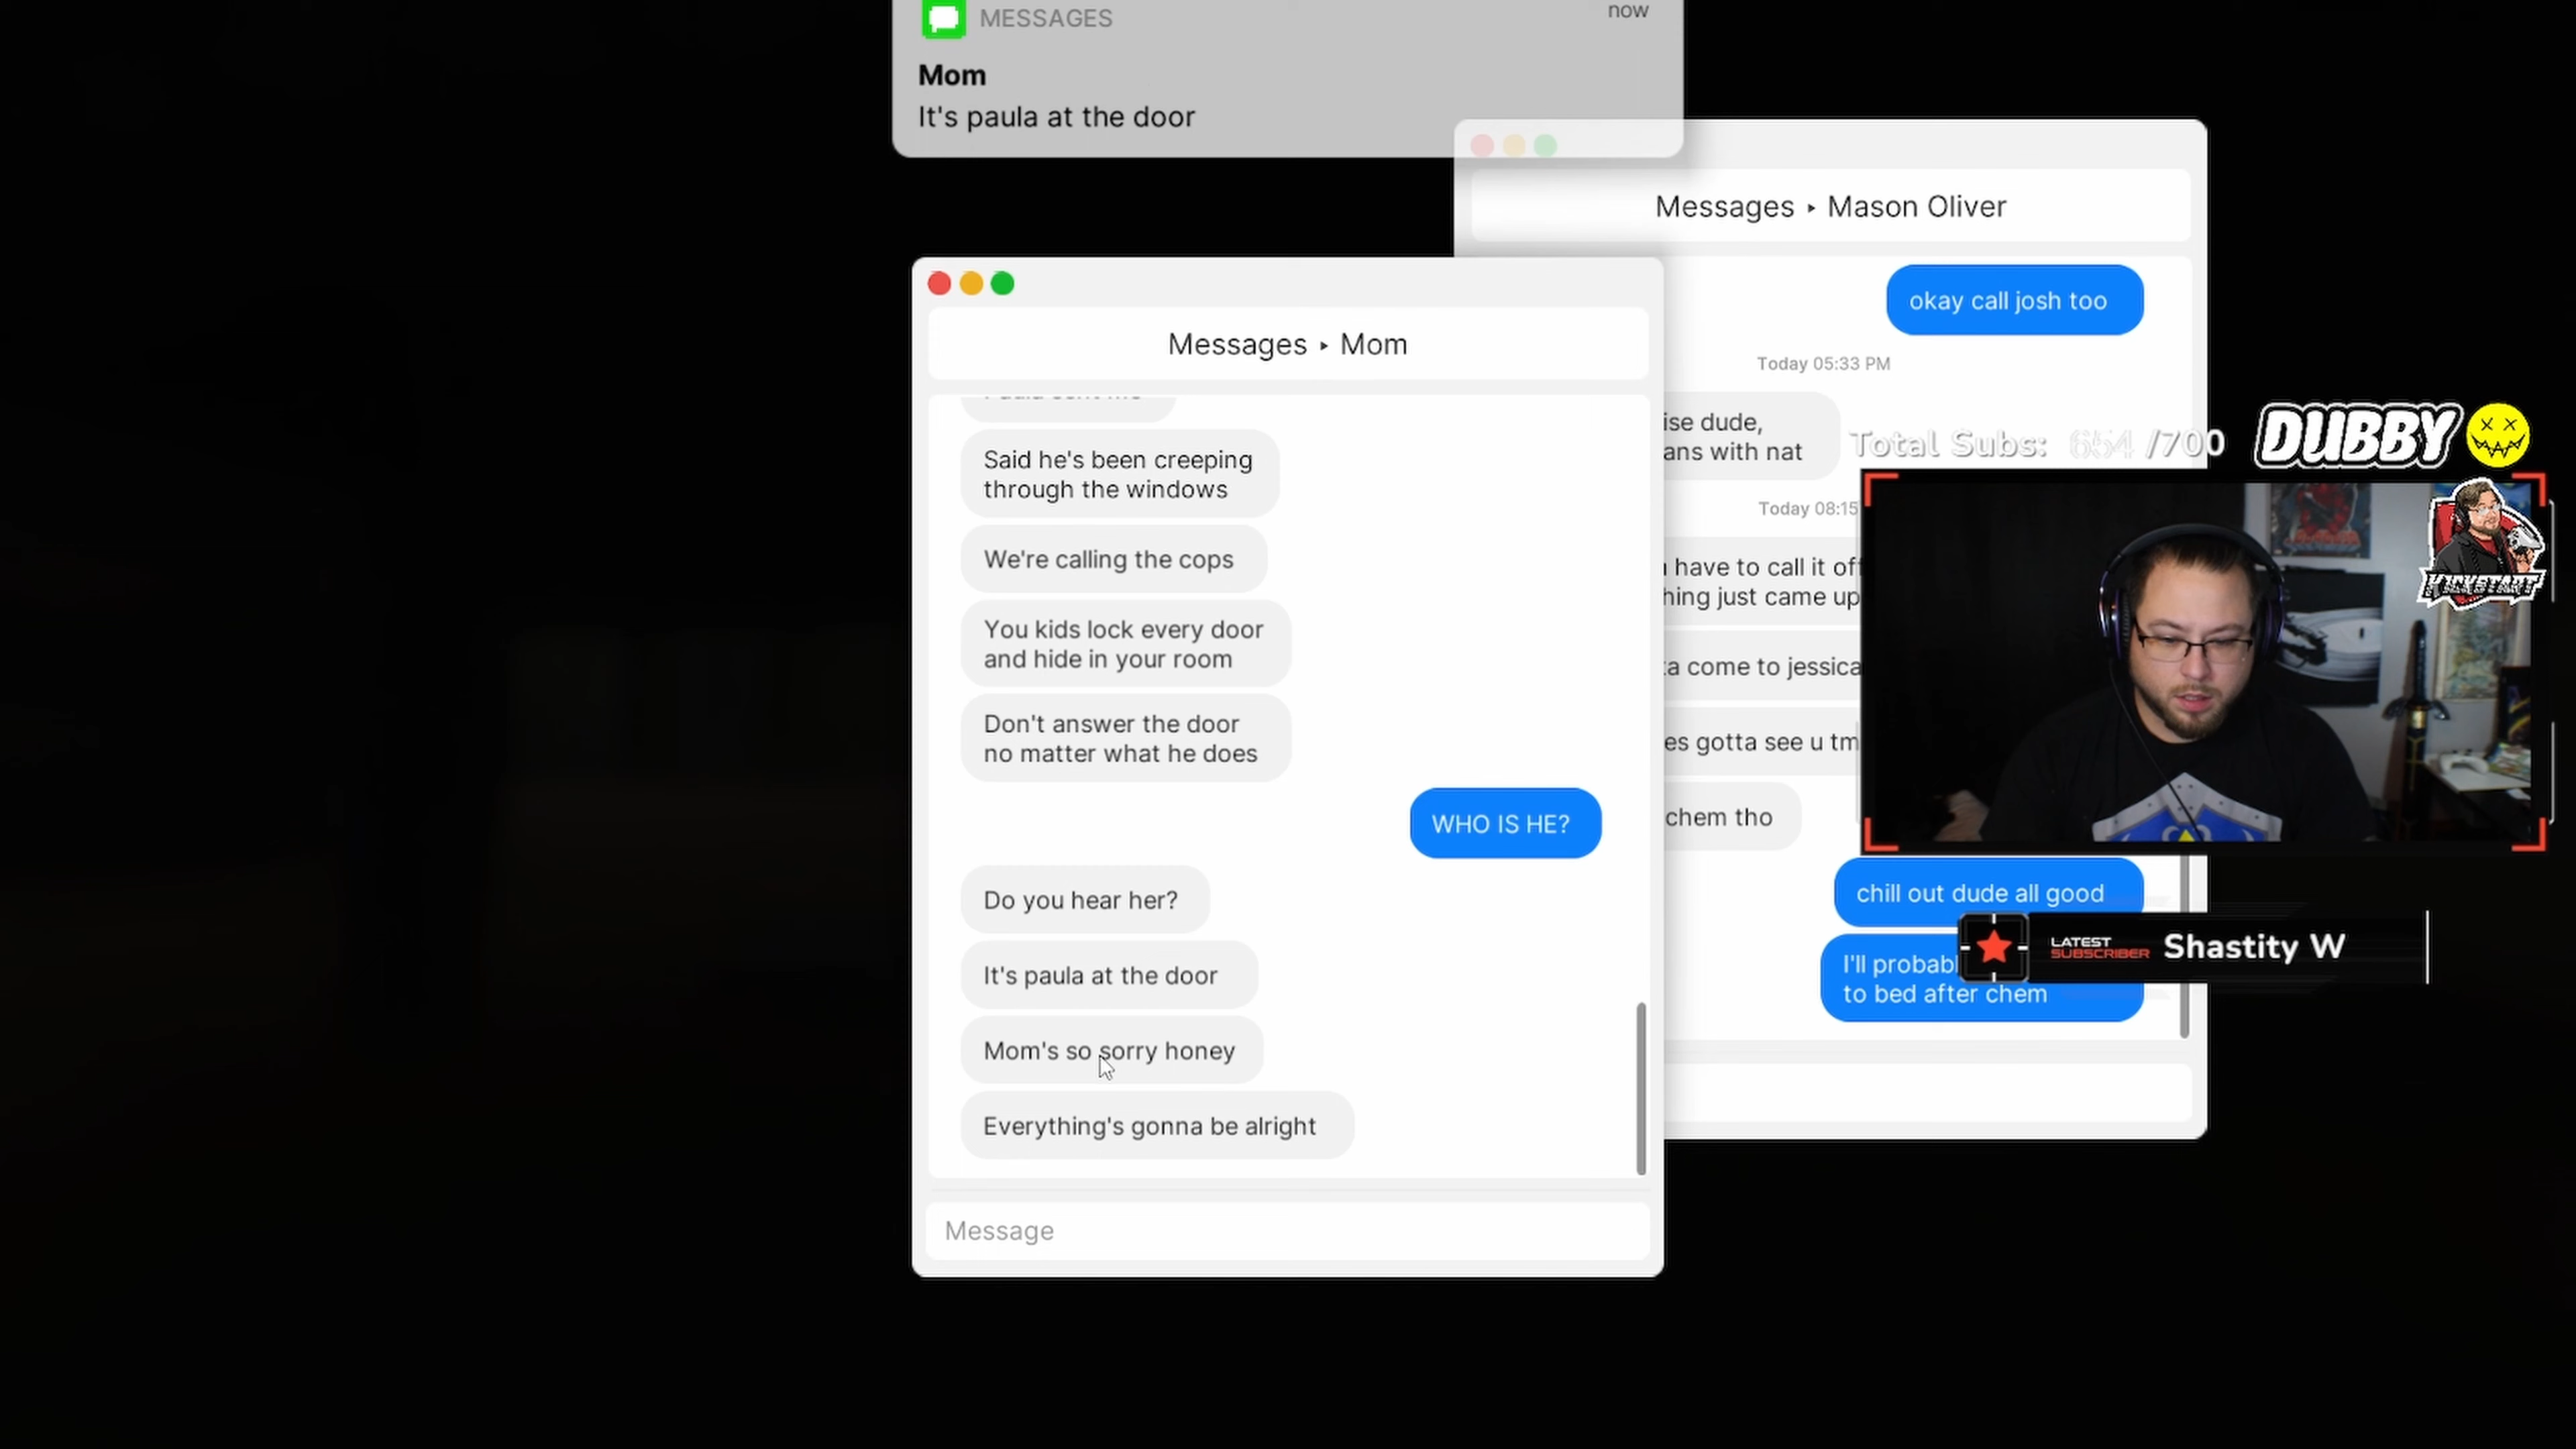 MESSAGES
now
Mom
It's paula at the door
Messages ‣ Mason Oliver
okay call josh too
Today 05:33 PM
ise dude,
ans with nat
Today 08:15
have to call it of
hing just came up
a come to jessica
es gotta see u tm
chem tho
chill out dude all good
I'll probabl
to bed after chem
Messages ‣ Mom
Said he's been creeping
through the windows
We're calling the cops
You kids lock every door
and hide in your room
Don't answer the door
no matter what he does
WHO IS HE?
Do you hear her?
It's paula at the door
Mom's so sorry honey
Everything's gonna be alright
Message
Total Subs: 654 /700
DUBBY
KICKSTART
LATEST
SUBSCRIBER
Shastity W